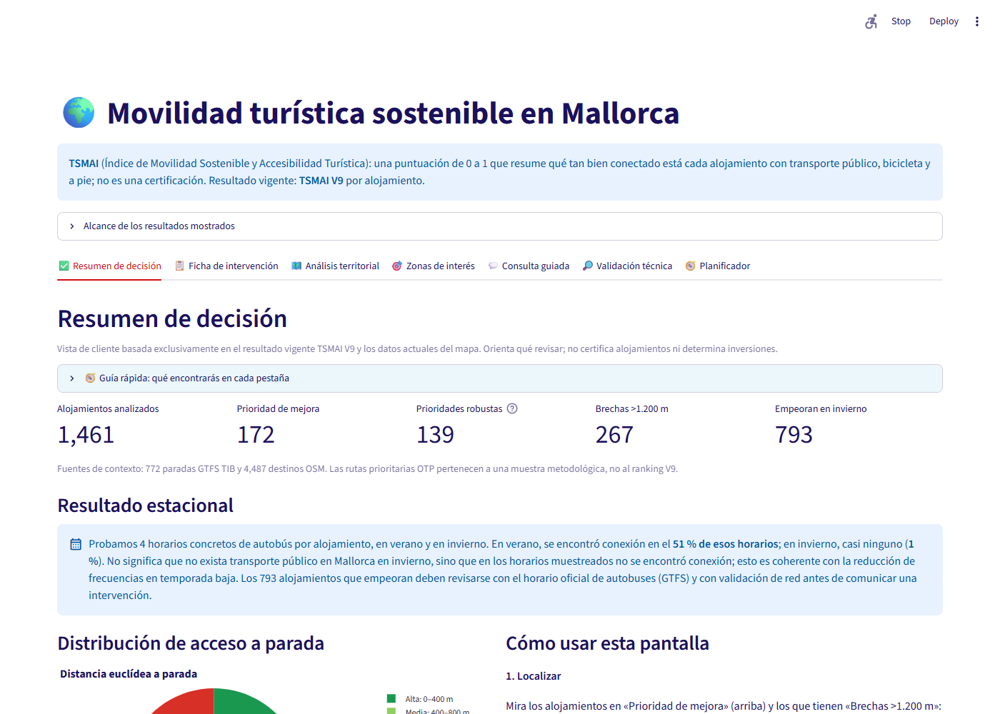 Stop
Deploy
Movilidad turística sostenible en Mallorca
TSMAI (Índice de Movilidad Sostenible y Accesibilidad Turística): una puntuación de 0 a 1 que resume qué tan bien conectado está cada alojamiento con transporte público, bicicleta y
a pie; no es una certificación. Resultado vigente: TSMAI V9 por alojamiento.
Alcance de los resultados mostrados
Resumen de decisión
Ficha de intervención
Análisis territorial
Zonas de interés
Consulta guiada
Validación técnica
Planificador
Resumen de decisión
Vista de cliente basada exclusivamente en el resultado vigente TSMAI V9 y los datos actuales del mapa. Orienta qué revisar; no certifica alojamientos ni determina inversiones.
Guía rápida: qué encontrarás en cada pestaña
Alojamientos analizados
1,461
Prioridad de mejora
172
Prioridades robustas
139
Brechas >1.200 m
267
Empeoran en invierno
793
Fuentes de contexto: 772 paradas GTFS TIB y 4,487 destinos OSM. Las rutas prioritarias OTP pertenecen a una muestra metodológica, no al ranking V9.
Resultado estacional
Probamos 4 horarios concretos de autobús por alojamiento, en verano y en invierno. En verano, se encontró conexión en el 51 % de esos horarios; en invierno, casi ninguno (1
%). No significa que no exista transporte público en Mallorca en invierno, sino que en los horarios muestreados no se encontró conexión; esto es coherente con la reducción de
frecuencias en temporada baja. Los 793 alojamientos que empeoran deben revisarse con el horario oficial de autobuses (GTFS) y con validación de red antes de comunicar una
intervención.
Distribución de acceso a parada
Distancia euclídea a parada
Alta: 0–400 m
Media: 400–800 m
Cómo usar esta pantalla
1. Localizar
Mira los alojamientos en «Prioridad de mejora» (arriba) y los que tienen «Brechas >1.200 m»: